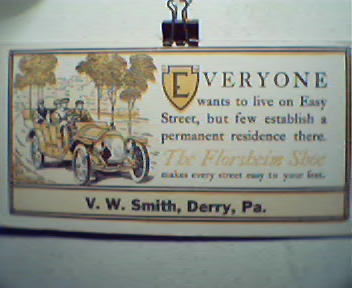 EVERYONE
wants to live on Easy
Street, but few establish a
permanent residence there.
The Florsheim Shoe
makes every street easy to your feet.
V. W. Smith, Derry, Pa.